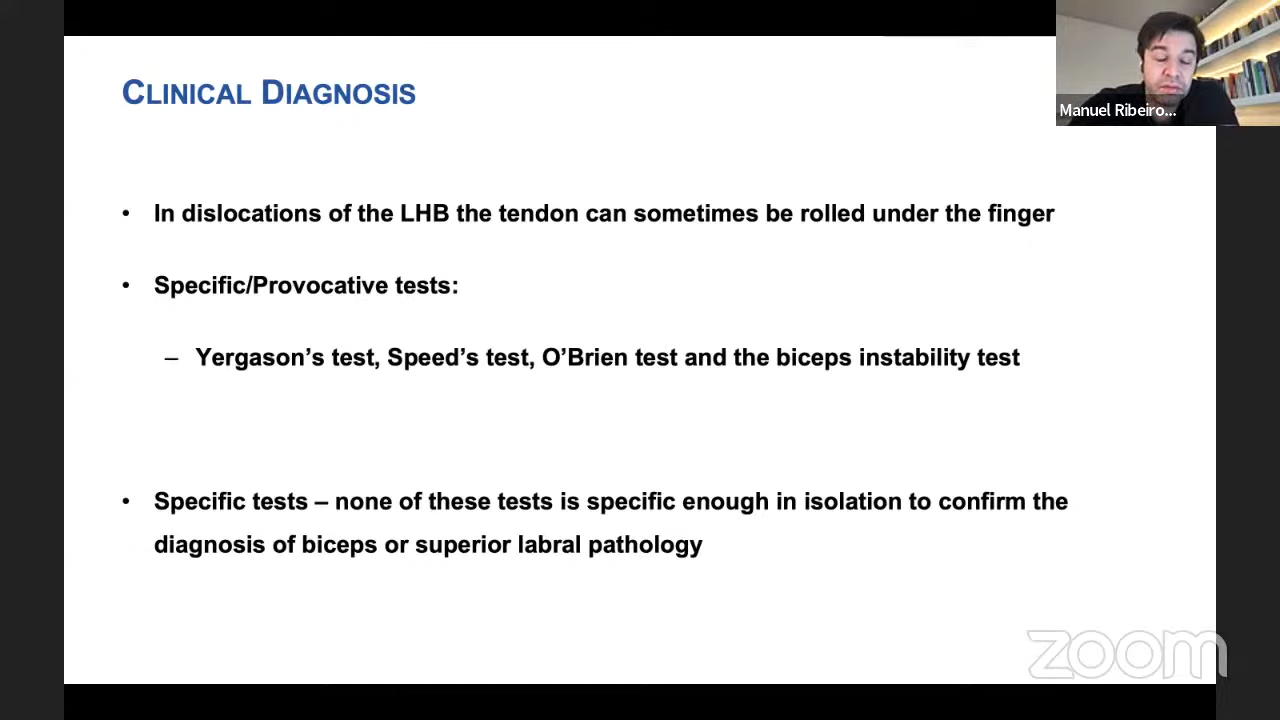 CLINICAL DIAGNOSIS
Manuel Ribeiro...
• In dislocations of the LHB the tendon can sometimes be rolled under the finger
• Specific/Provocative tests:
– Yergason’s test, Speed’s test, O’Brien test and the biceps instability test
• Specific tests – none of these tests is specific enough in isolation to confirm the
diagnosis of biceps or superior labral pathology
zoom